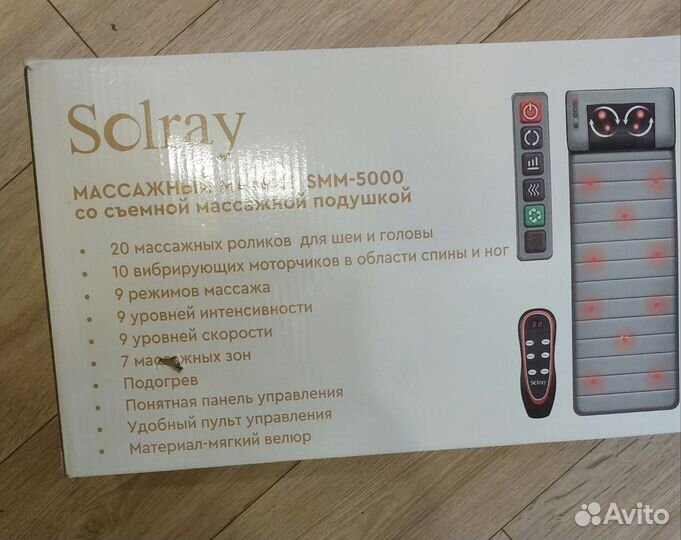 Solray
МАССАЖНЫЙ SMM-5000
со съемной массажной подушкой
• 20 массажных роликов для шеи и головы
• 10 вибрирующих моторчиков в области спины и ног
• 9 режимов массажа
• 9 уровней интенсивности
• 9 уровней скорости
• 7 массажных зон
• Подогрев
• Понятная панель управления
• Удобный пульт управления
• Материал-мягкий велюр
Solray
Avito